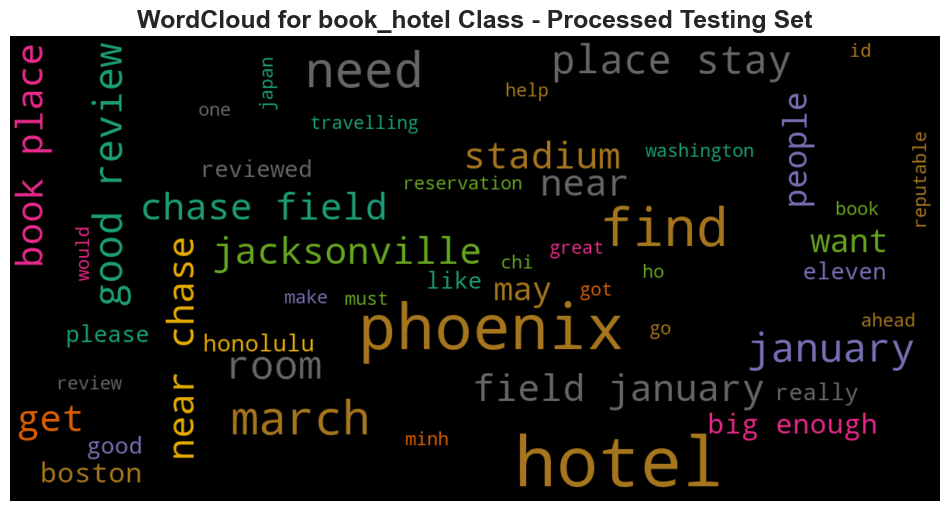 WordCloud for book_hotel Class - Processed Testing Set
book place
good review
need
place stay
id
japan
one
help
travelling
people
reviewed
stadium
washington
reputable
reservation
near
chase field
find
book
would
near chase
jacksonville
great
want
chi
ho
eleven
like
make
must
may
got
please
honolulu
phoenix
go
ahead
january
room
review
field january
really
get
march
big enough
good
minh
hotel
boston